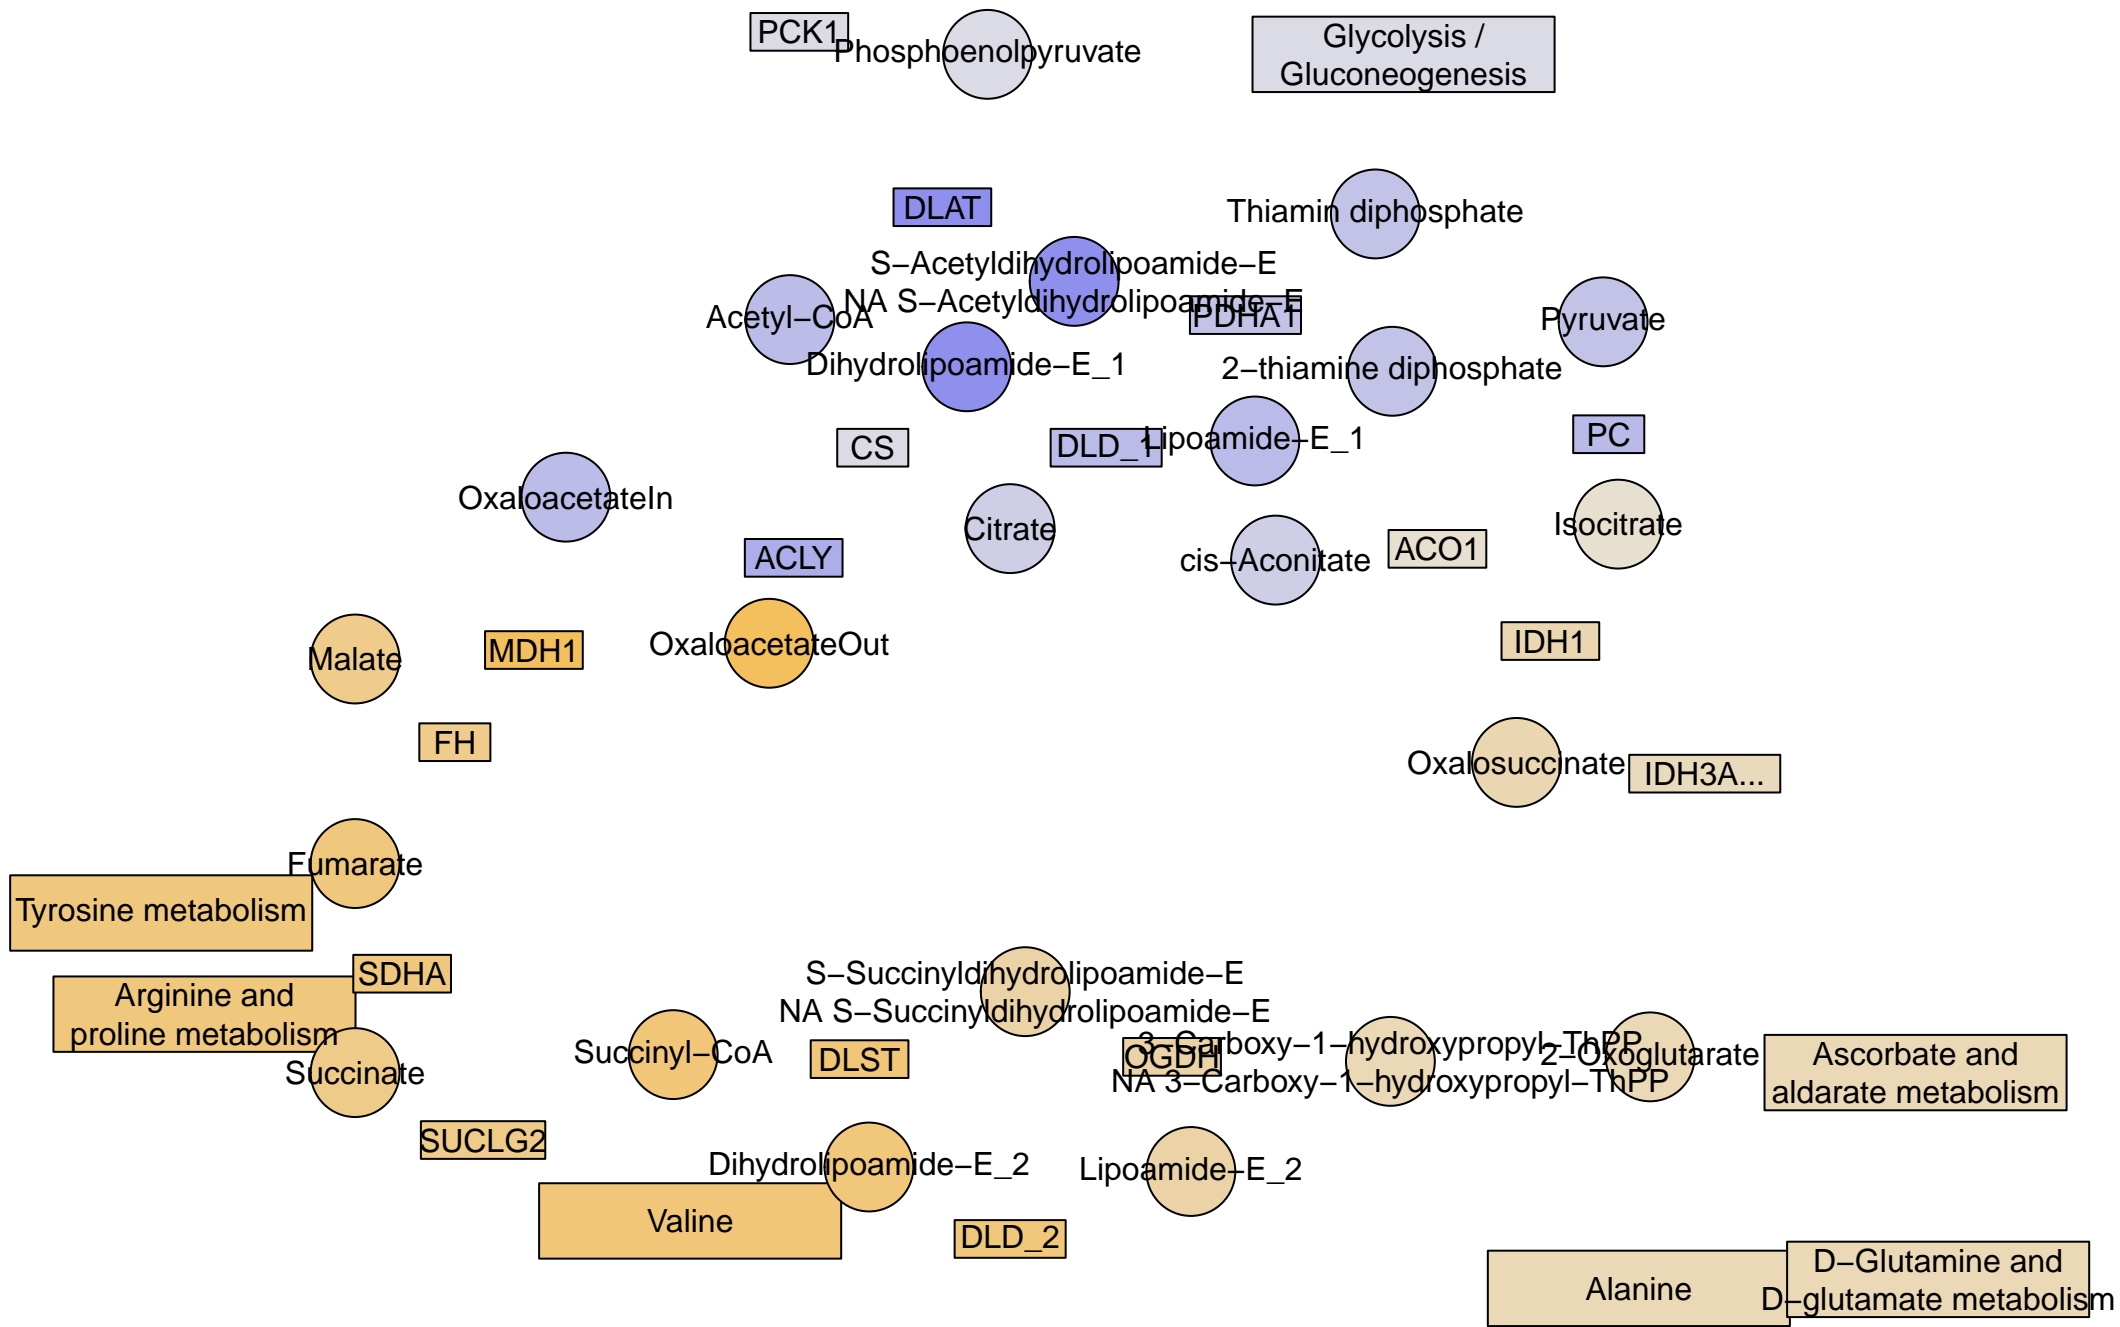 PCK1
Phosphoenolpyruvate
Glycolysis /
Gluconeogenesis
DLAT
Thiamin diphosphate
S−Acetyldihydrolipoamide−E
NA S−Acetyldihydrolipoamide−E
Acetyl−CoA
PDHA1
Pyruvate
Dihydrolipoamide−E_1
2−thiamine diphosphate
CS
DLD_1
Lipoamide−E_1
PC
OxaloacetateIn
Citrate
Isocitrate
ACLY
cis−Aconitate
ACO1
Malate
MDH1
OxaloacetateOut
IDH1
FH
Oxalosuccinate
IDH3A...
Fumarate
Tyrosine metabolism
SDHA
S−Succinyldihydrolipoamide−E
NA S−Succinyldihydrolipoamide−E
Arginine and
proline metabolism
Succinate
Succinyl−CoA
DLST
OGDH
3−Carboxy−1−hydroxypropyl−ThPP
NA 3−Carboxy−1−hydroxypropyl−ThPP
2−Oxoglutarate
Ascorbate and
aldarate metabolism
SUCLG2
Dihydrolipoamide−E_2
Lipoamide−E_2
Valine
DLD_2
Alanine
D−Glutamine and
D−glutamate metabolism